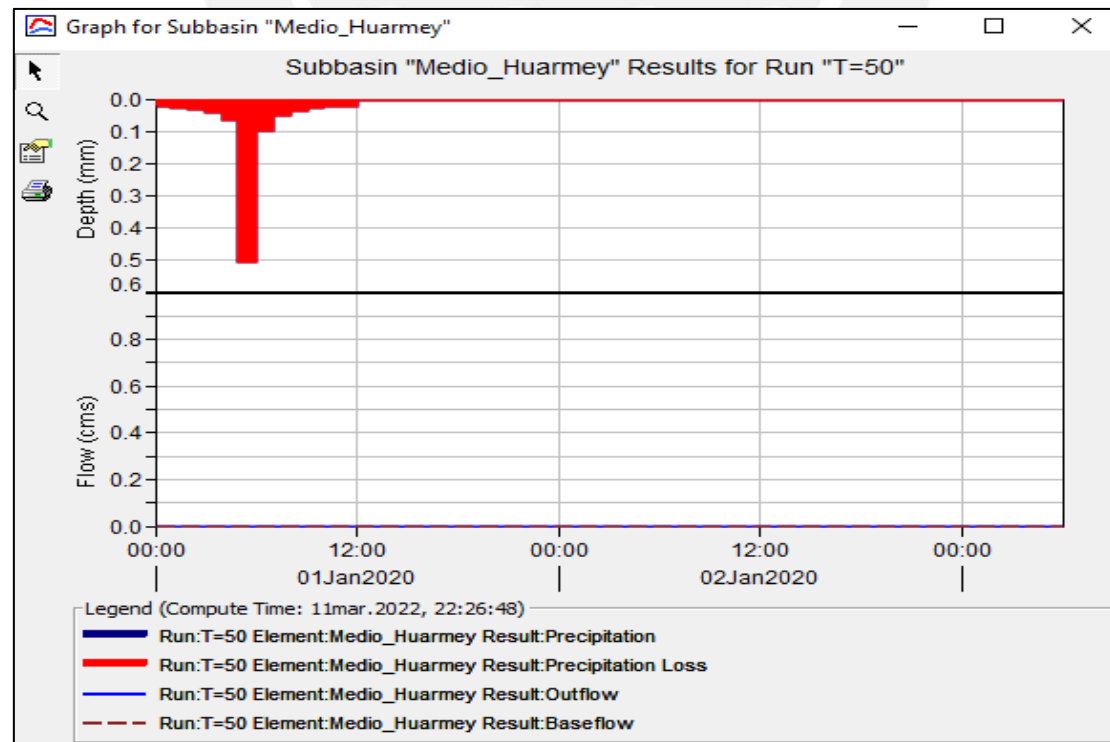 Graph for Subbasin "Medio_Huarmey"
Subbasin "Medio_Huarmey" Results for Run "T=50"
0.0
0.1
0.2
0.3
0.4
0.5
0.6
Depth (mm)
0.8
0.6
0.4
0.2
0.0
Flow (cms)
00:00 12:00 00:00 12:00 00:00
01Jan2020 02Jan2020
Legend (Compute Time: 11mar.2022, 22:26:48)
Run:T=50 Element:Medio_Huarmey Result:Precipitation
Run:T=50 Element:Medio_Huarmey Result:Precipitation Loss
Run:T=50 Element:Medio_Huarmey Result:Outflow
Run:T=50 Element:Medio_Huarmey Result:Baseflow